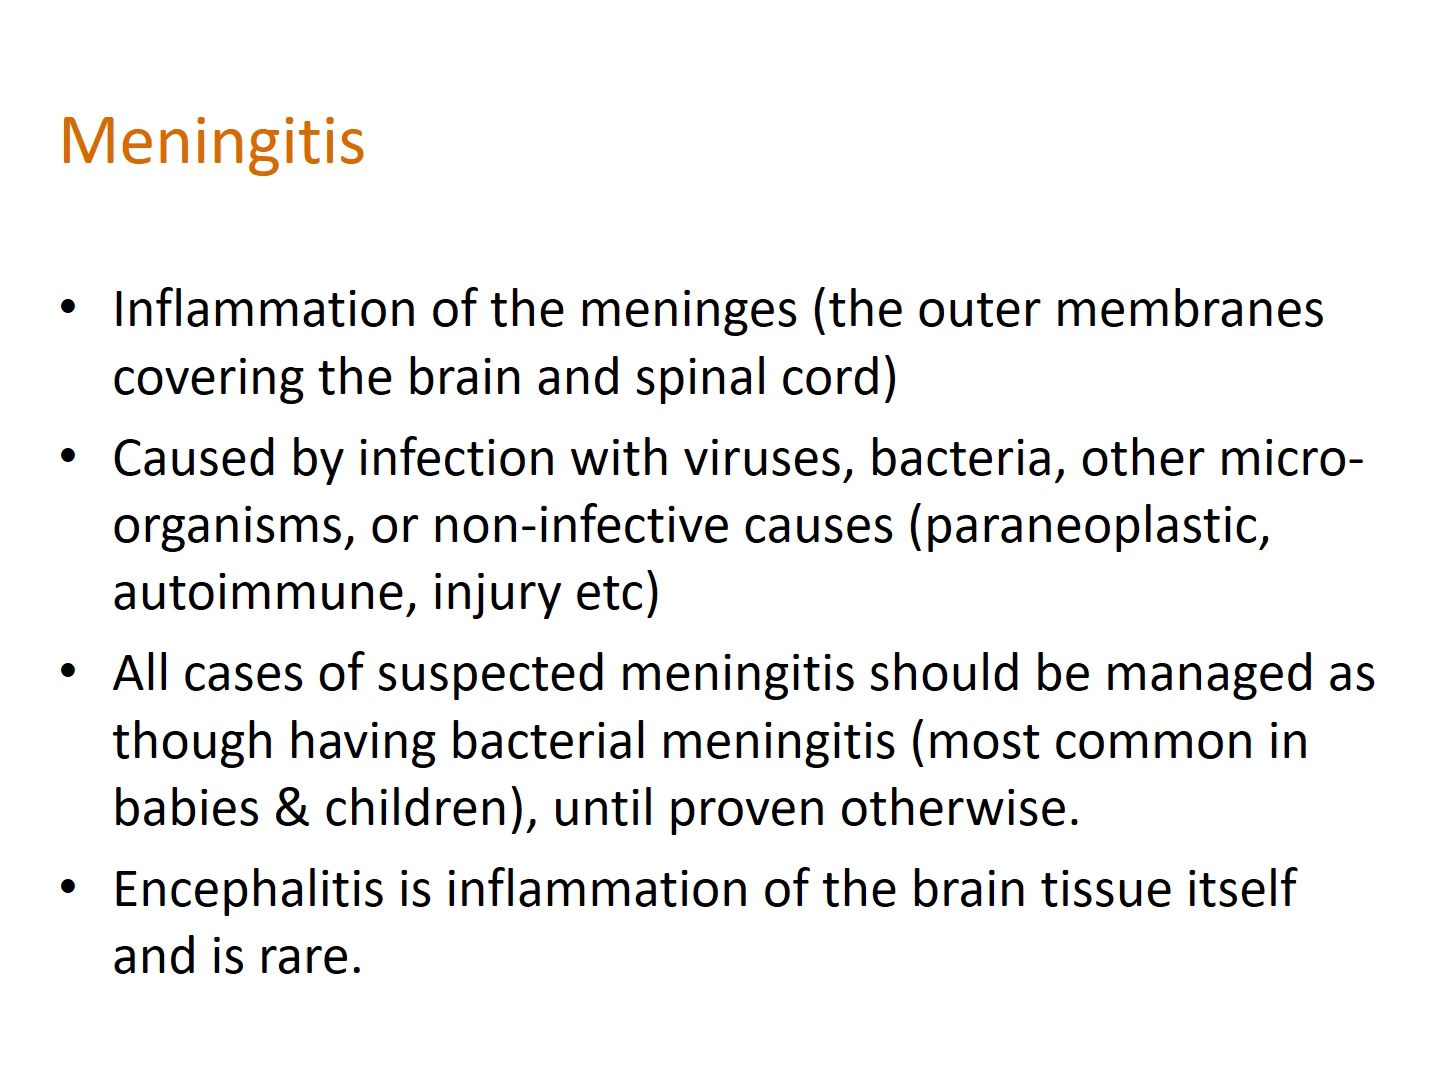 Meningitis
• Inflammation of the meninges (the outer membranes
covering the brain and spinal cord)
• Caused by infection with viruses, bacteria, other micro-
organisms, or non-infective causes (paraneoplastic,
autoimmune, injury etc)
• All cases of suspected meningitis should be managed as
though having bacterial meningitis (most common in
babies & children), until proven otherwise.
• Encephalitis is inflammation of the brain tissue itself
and is rare.